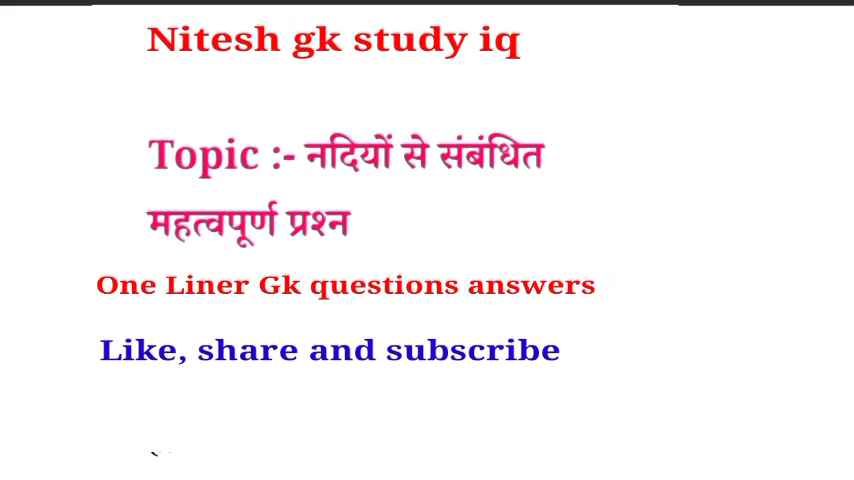 Nitesh gk study iq
Topic :- नदियों से संबंधित
महत्वपूर्ण प्रश्न
One Liner Gk questions answers
Like, share and subscribe